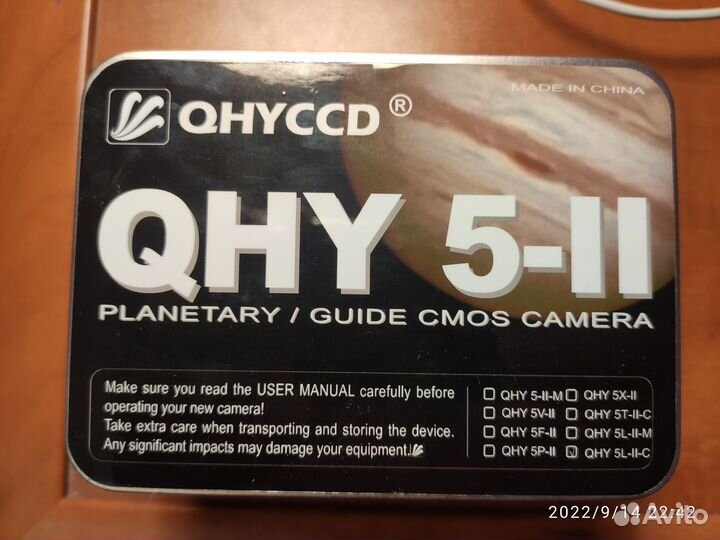 MADE IN CHINA
QHYCCD ®
QHY 5-II
PLANETARY / GUIDE CMOS CAMERA
Make sure you read the USER MANUAL carefully before
operating your new camera!
Take extra care when transporting and storing the device.
Any significant impacts may damage your equipment.
QHY 5-II-M QHY 5X-II
QHY 5V-II QHY 5T-II-C
QHY 5F-II QHY 5L-II-M
QHY 5P-II QHY 5L-II-C
2022/9/14 22:42
Avito